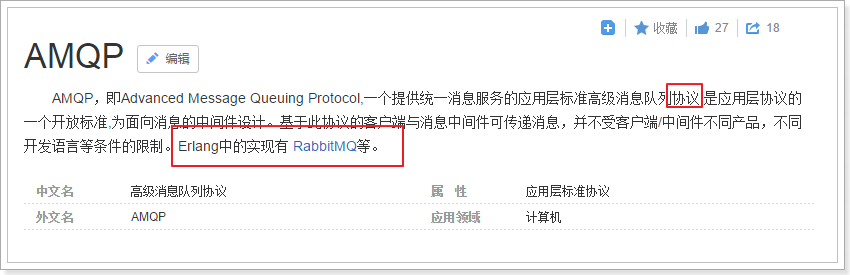 收藏 27 18
AMQP 编辑
AMQP，即Advanced Message Queuing Protocol,一个提供统一消息服务的应用层标准高级消息队列协议,是应用层协议的
一个开放标准,为面向消息的中间件设计。基于此协议的客户端与消息中间件可传递消息，并不受客户端/中间件不同产品，不同
开发语言等条件的限制。Erlang中的实现有 RabbitMQ等。
中文名 高级消息队列协议 属 性 应用层标准协议
外文名 AMQP 应用领域 计算机